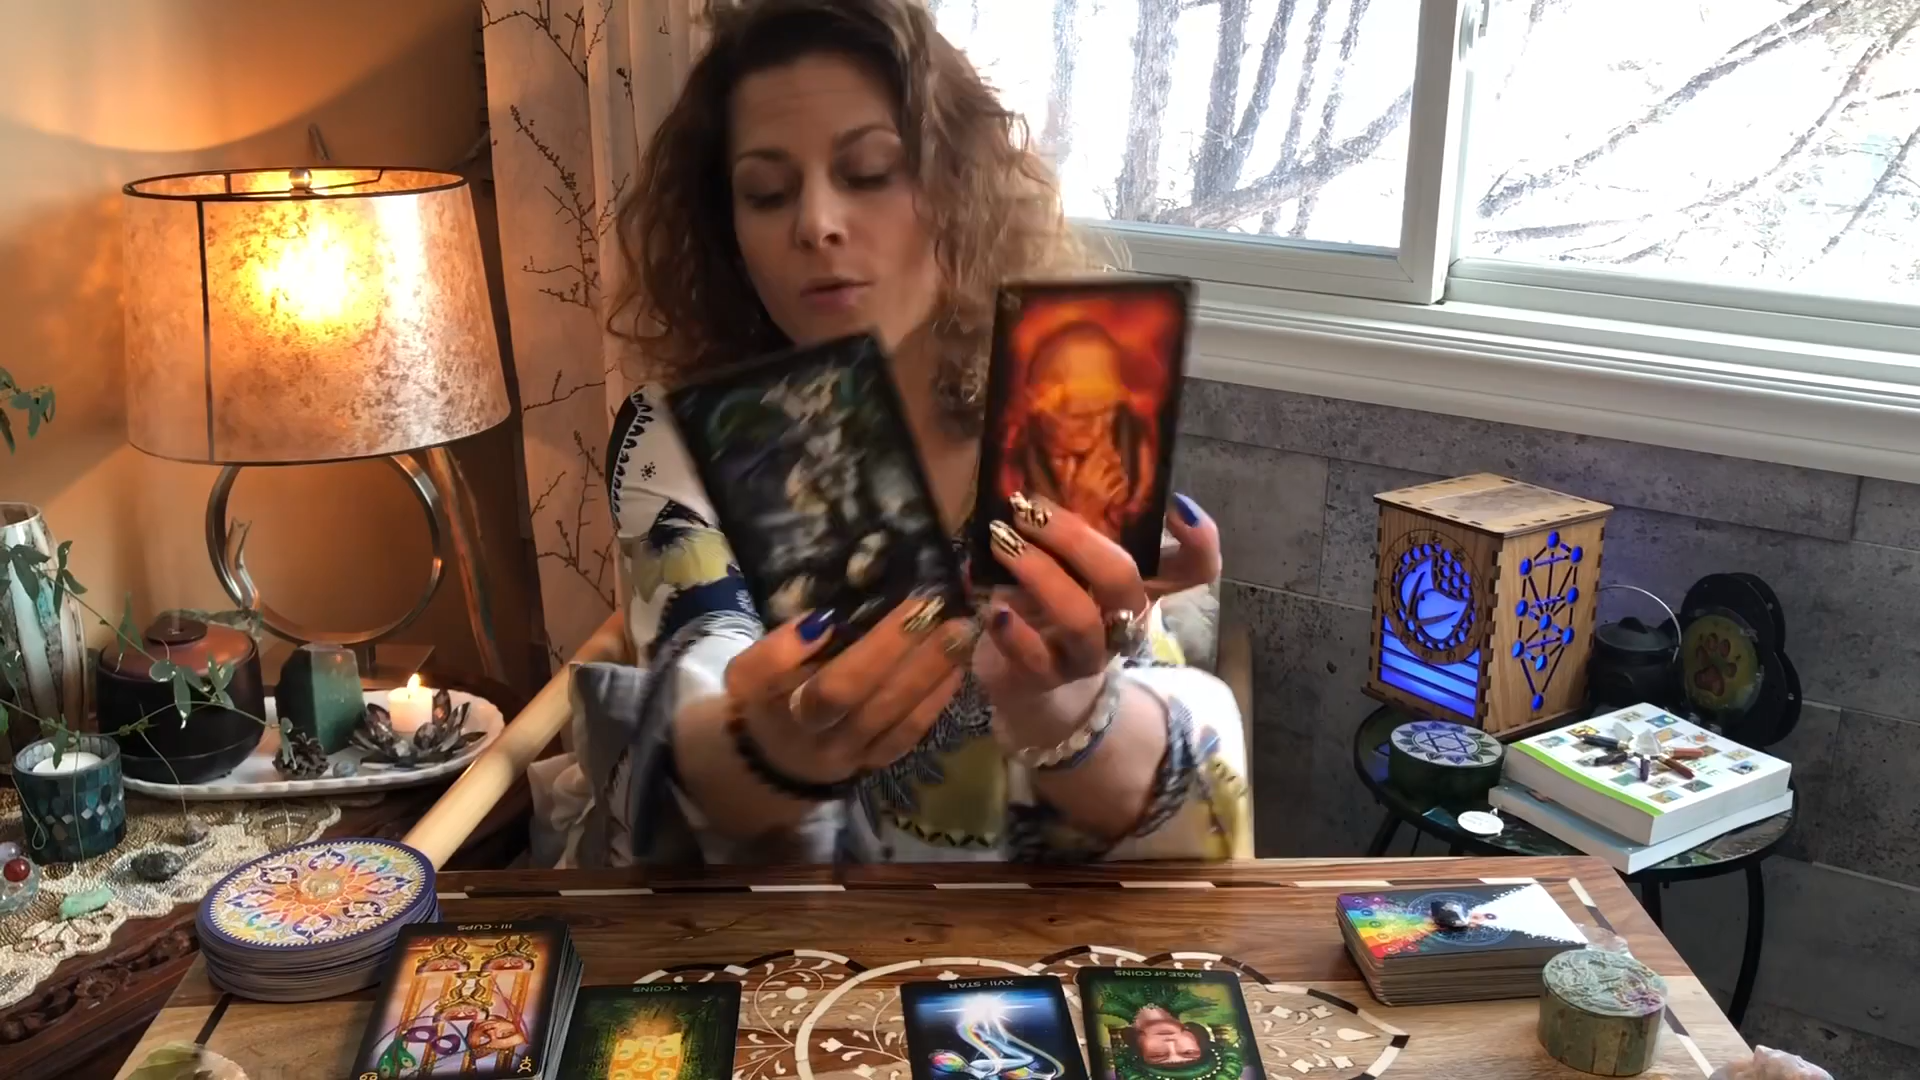 III · CUPS
X · COINS
XVII · STAR
PAGE of COINS